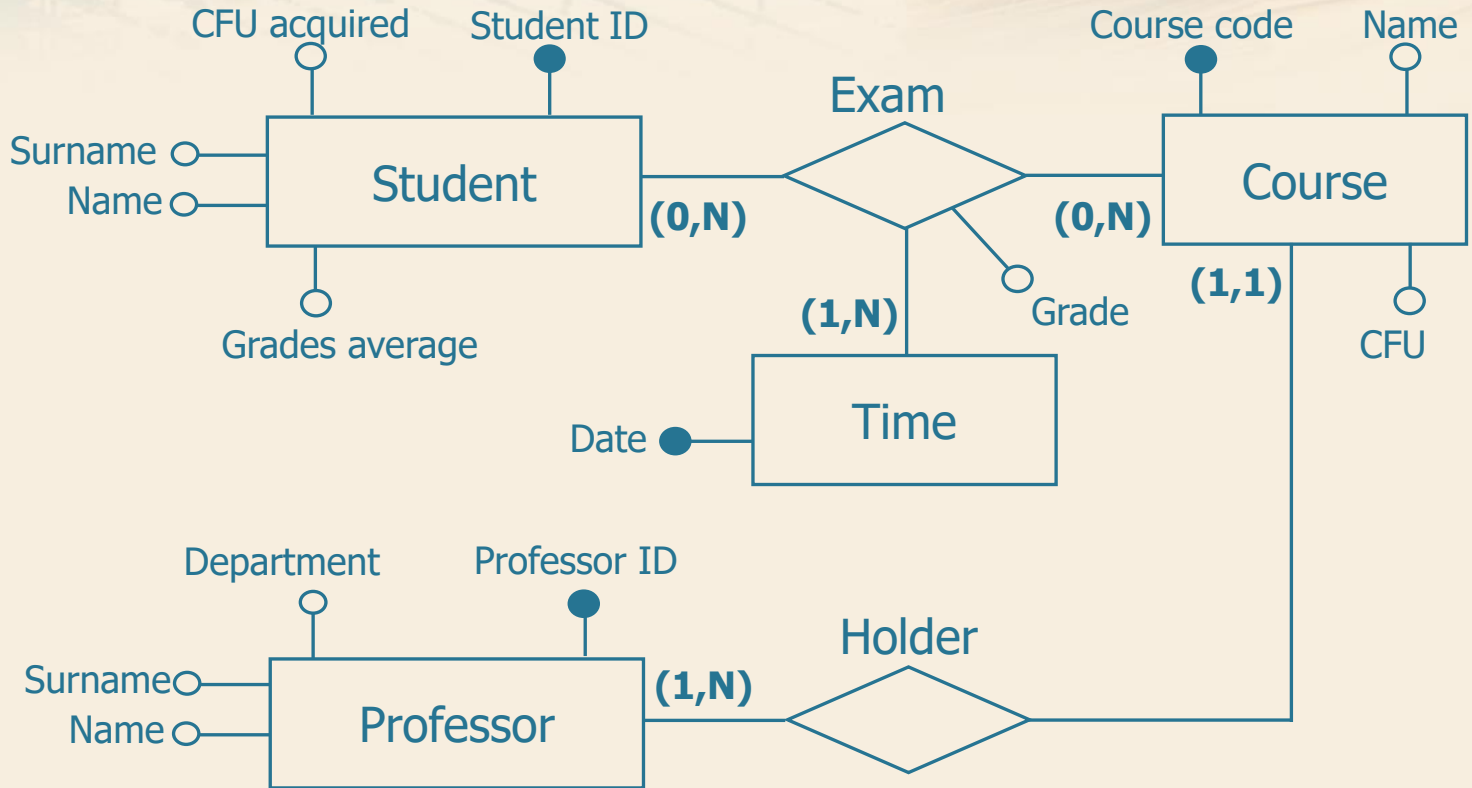 CFU acquired
Student ID
Course code
Name
Exam
Surname
Name
Student
(0,N)
(0,N)
Course
(1,1)
(1,N)
Grade
Grades average
CFU
Time
Date
Department
Professor ID
Holder
Surname
Name
Professor
(1,N)